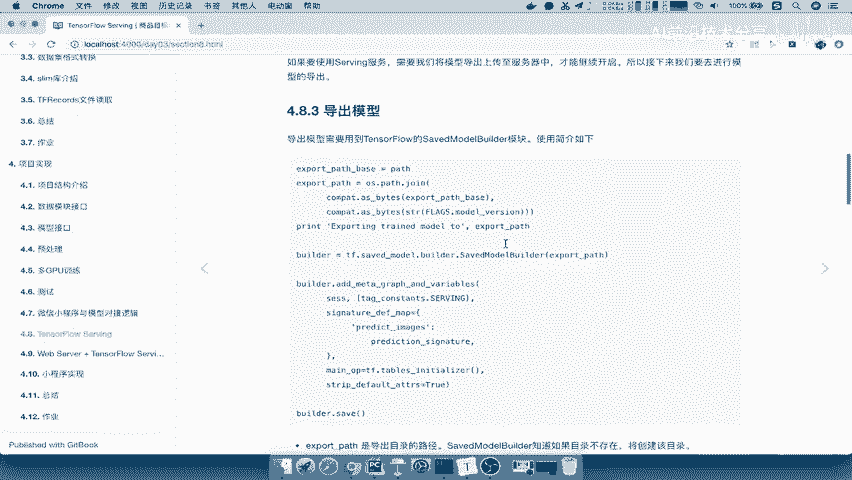 Chrome 文件 修改 视图 历史记录 书签 其他人 电动窗 帮助
100%
TensorFlow Serving | 商品目标
localhost:4000/day03/section8.html
3.3. 数据集格式转换
3.4. slim库介绍
3.5. TFRecords文件读取
3.6. 总结
3.7. 作业
4. 项目实现
4.1. 项目结构介绍
4.2. 数据模块接口
4.3. 模型接口
4.4. 预处理
4.5. 多GPU训练
4.6. 测试
4.7. 微信小程序与模型对接逻辑
4.8. TensorFlow Serving
4.9. Web Server + TensorFlow Servi...
4.10. 小程序实现
4.11. 总结
4.12. 作业
Published with GitBook
如果要使用Serving服务，需要我们将模型导出上传至服务器中，才能继续开启。所以接下来我们要去进行模
型的导出。
4.8.3 导出模型
导出模型需要用到TensorFlow的SavedModelBuilder模块。使用简介如下
export_path_base = path
export_path = os.path.join(
compat.as_bytes(export_path_base),
compat.as_bytes(str(FLAGS.model_version)))
print 'Exporting trained model to', export_path
builder = tf.saved_model.builder.SavedModelBuilder(export_path)
builder.add_meta_graph_and_variables(
sess, [tag_constants.SERVING],
signature_def_map={
'predict_images':
prediction_signature,
},
main_op=tf.tables_initializer(),
strip_default_attrs=True)
builder.save()
• export_path 是导出目录的路径。SavedModelBuilder知道如果目录不存在，将创建该目录。